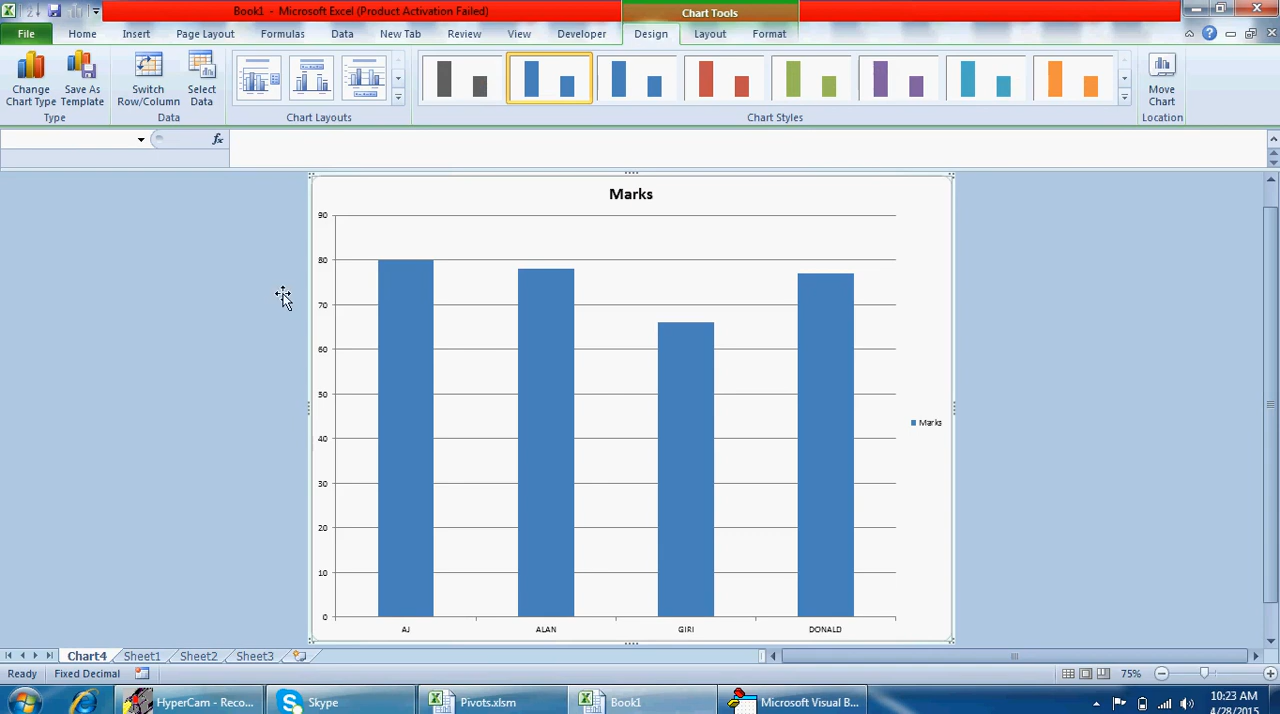 Book1 - Microsoft Excel (Product Activation Failed)
Chart Tools
File Home Insert Page Layout Formulas Data New Tab Review View Developer Design Layout Format
Change Chart Type
Save As Template
Switch Row/Column
Select Data
Move Chart
Type Data Chart Layouts Chart Styles Location
fx
Marks
90
80
70
60
50
40
30
20
10
0
Marks
AJ ALAN GIRI DONALD
Chart4 Sheet1 Sheet2 Sheet3
Ready Fixed Decimal 75%
HyperCam - Reco... Skype Pivots.xlsm Book1 Microsoft Visual B... 10:23 AM
4/28/2015